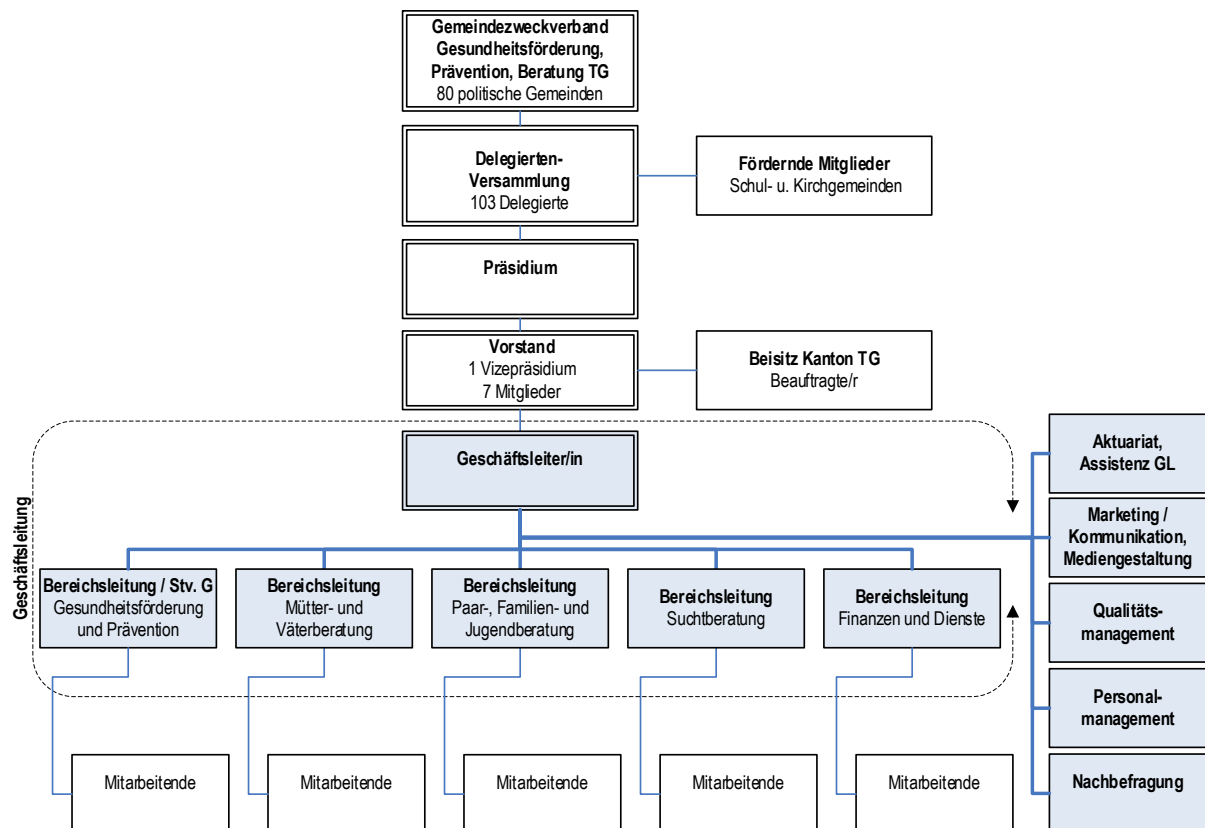 Gemeindezweckverband
Gesundheitsförderung,
Prävention, Beratung TG
80 politische Gemeinden
Delegierten-
Versammlung
103 Delegierte
Fördernde Mitglieder
Schul- u. Kirchgemeinden
Präsidium
Vorstand
1 Vizepräsidium
7 Mitglieder
Beisitz Kanton TG
Beauftragte/r
Geschäftsleitung
Geschäftsleiter/in
Aktuariat,
Assistenz GL
Marketing /
Kommunikation,
Mediengestaltung
Qualitäts-
management
Personal-
management
Nachbefragung
Bereichsleitung / Stv. G
Gesundheitsförderung
und Prävention
Bereichsleitung
Mütter- und
Väterberatung
Bereichsleitung
Paar-, Familien- und
Jugendberatung
Bereichsleitung
Suchtberatung
Bereichsleitung
Finanzen und Dienste
Mitarbeitende
Mitarbeitende
Mitarbeitende
Mitarbeitende
Mitarbeitende